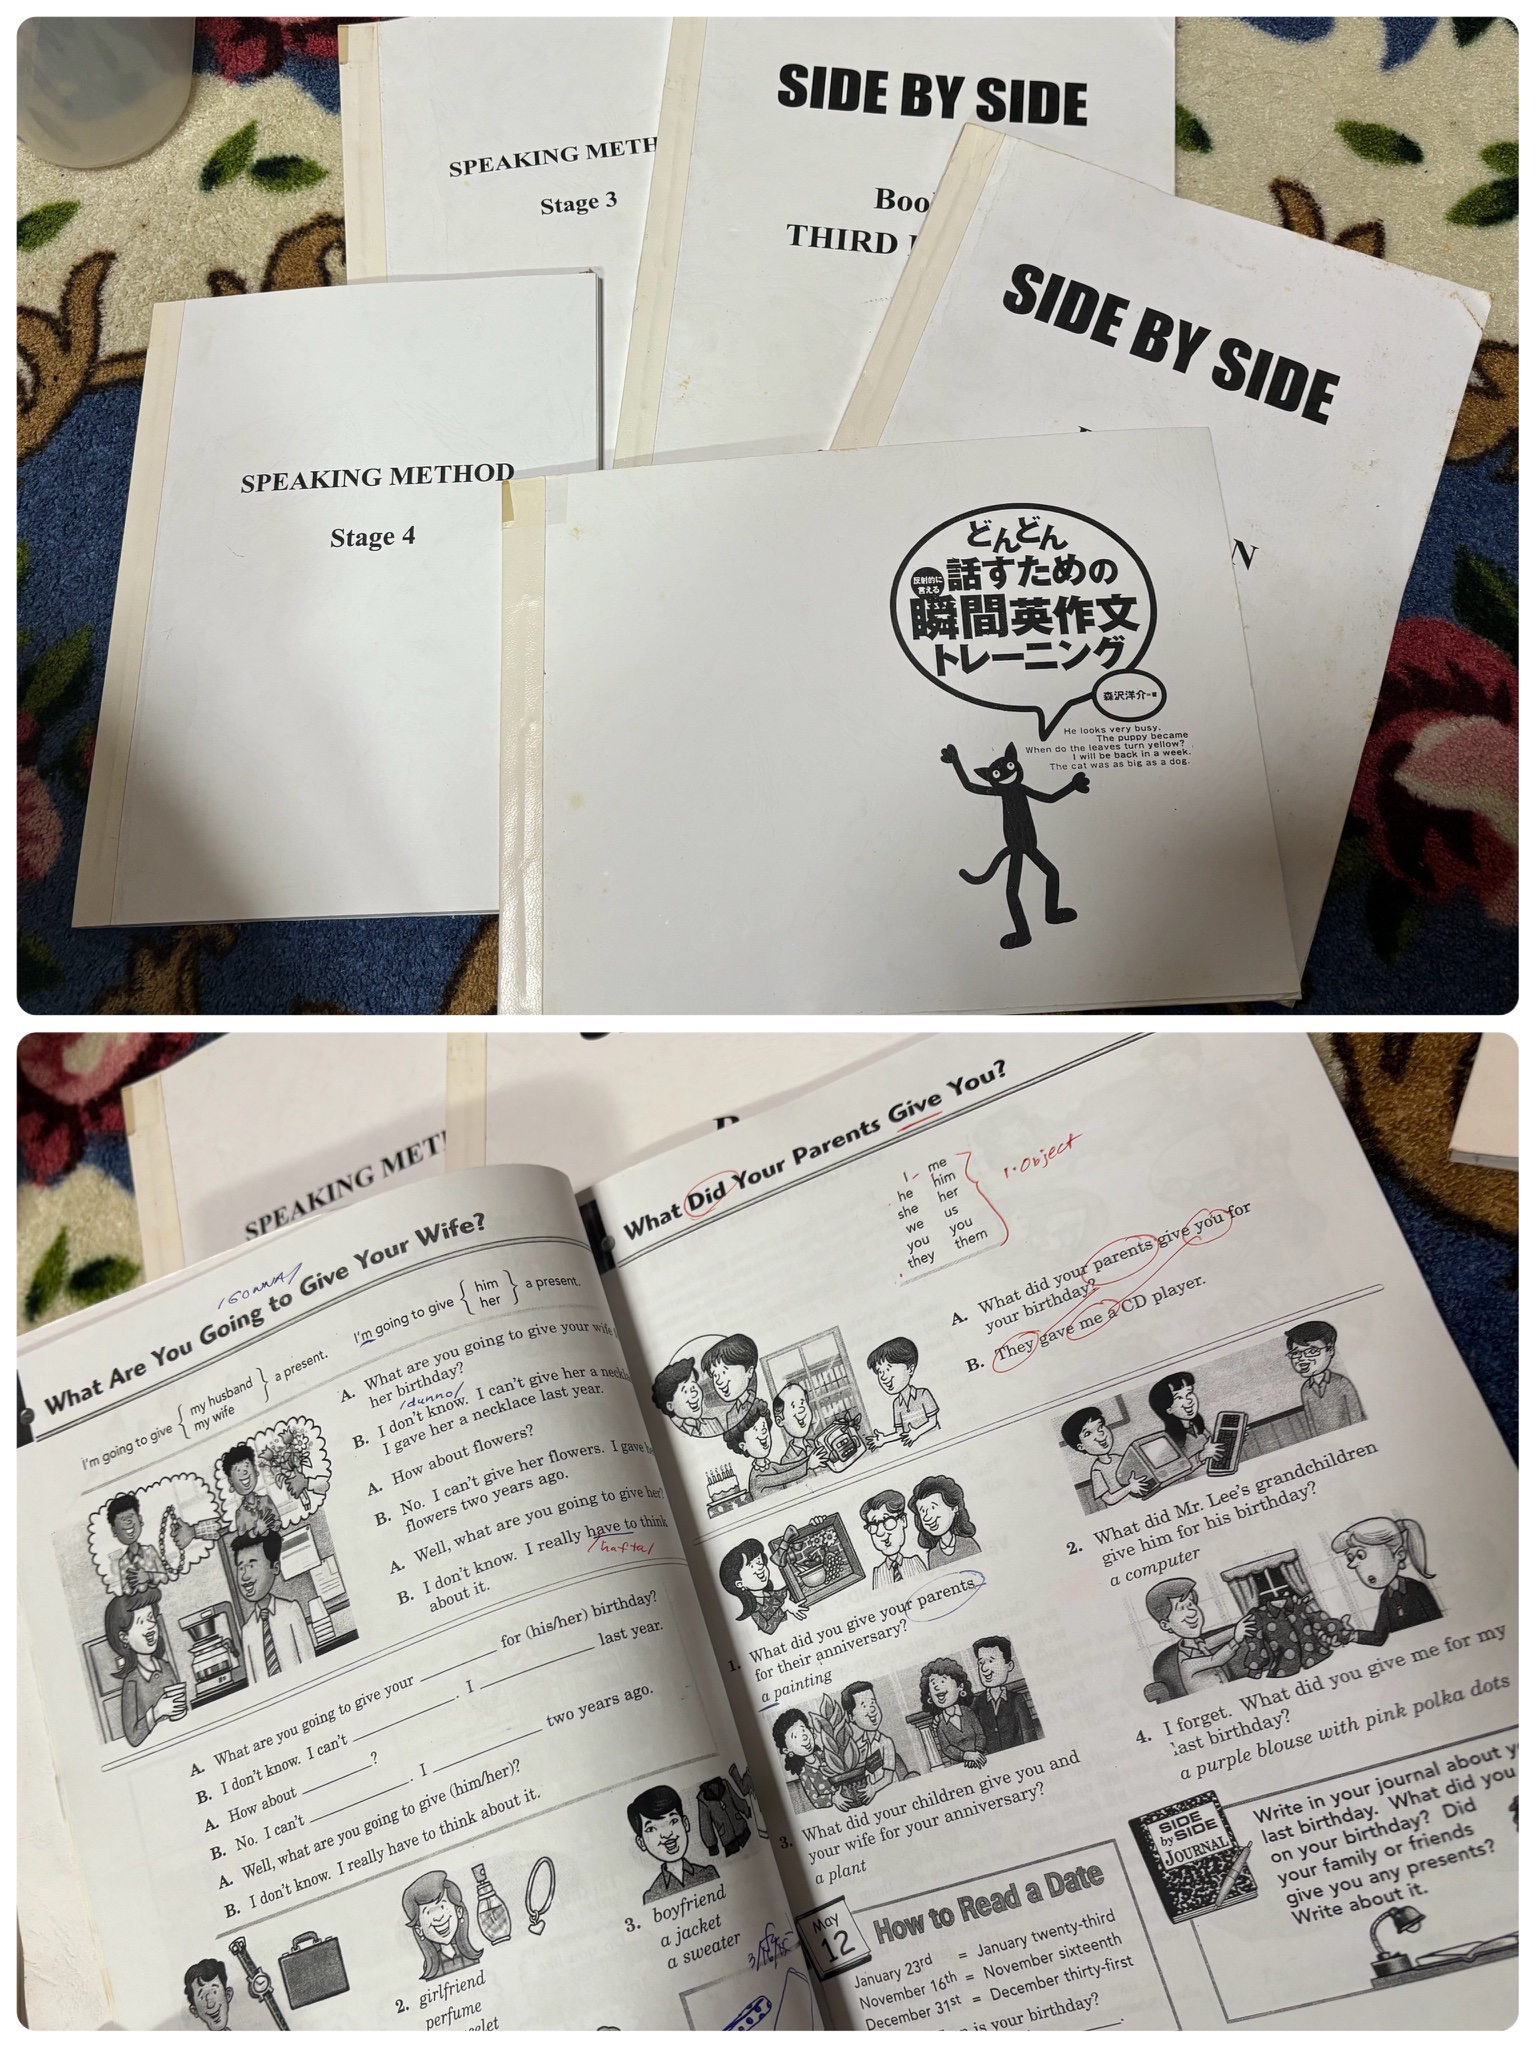 SPEAKING METH
Stage 3
SIDE BY SIDE
Boo
THIRD
SIDE BY SIDE
N
SPEAKING METHOD
Stage 4
どんどん
反射的に
言える
話すための
瞬間英作文
トレーニング
森沢洋介
He looks very busy.
The puppy became
When do the leaves turn yellow?
I will be back in a week.
The cat was as big as a dog.
SPEAKING MET
What Are You Going to Give Your Wife?
/GONNA/
I'm going to give { my husband } a present.
my wife
I'm going to give { him } a present.
her
A. What are you going to give your wife
her birthday?
/dunno/
B. I don't know. I can't give her a neckl
I gave her a necklace last year.
A. How about flowers?
B. No. I can't give her flowers. I gave h
flowers two years ago.
A. Well, what are you going to give her?
B. I don't know. I really have to think
/hafta/
about it.
A. What are you going to give your ______ for (his/her) birthday?
B. I don't know. I can't ______. I ______ last year.
A. How about ______?
B. No. I can't ______. I ______ two years ago.
A. Well, what are you going to give (him/her)?
B. I don't know. I really have to think about it.
2. girlfriend
perfume
celet
3. boyfriend
a jacket
a sweater
What Did Your Parents Give You?
I - me
he him
she her
we us
you you
they them
Object
A. What did your parents give you for
your birthday?
B. They gave me a CD player.
1. What did you give your parents
for their anniversary?
a painting
2. What did Mr. Lee's grandchildren
give him for his birthday?
a computer
3. What did your children give you and
your wife for your anniversary?
a plant
4. I forget. What did you give me for my
last birthday?
a purple blouse with pink polka dots
May
12
How to Read a Date
January 23rd = January twenty-third
November 16th = November sixteenth
December 31st = December thirty-first
is your birthday?
SIDE
by SIDE
JOURNAL
Write in your journal about y
last birthday. What did you
on your birthday? Did
your family or friends
give you any presents?
Write about it.